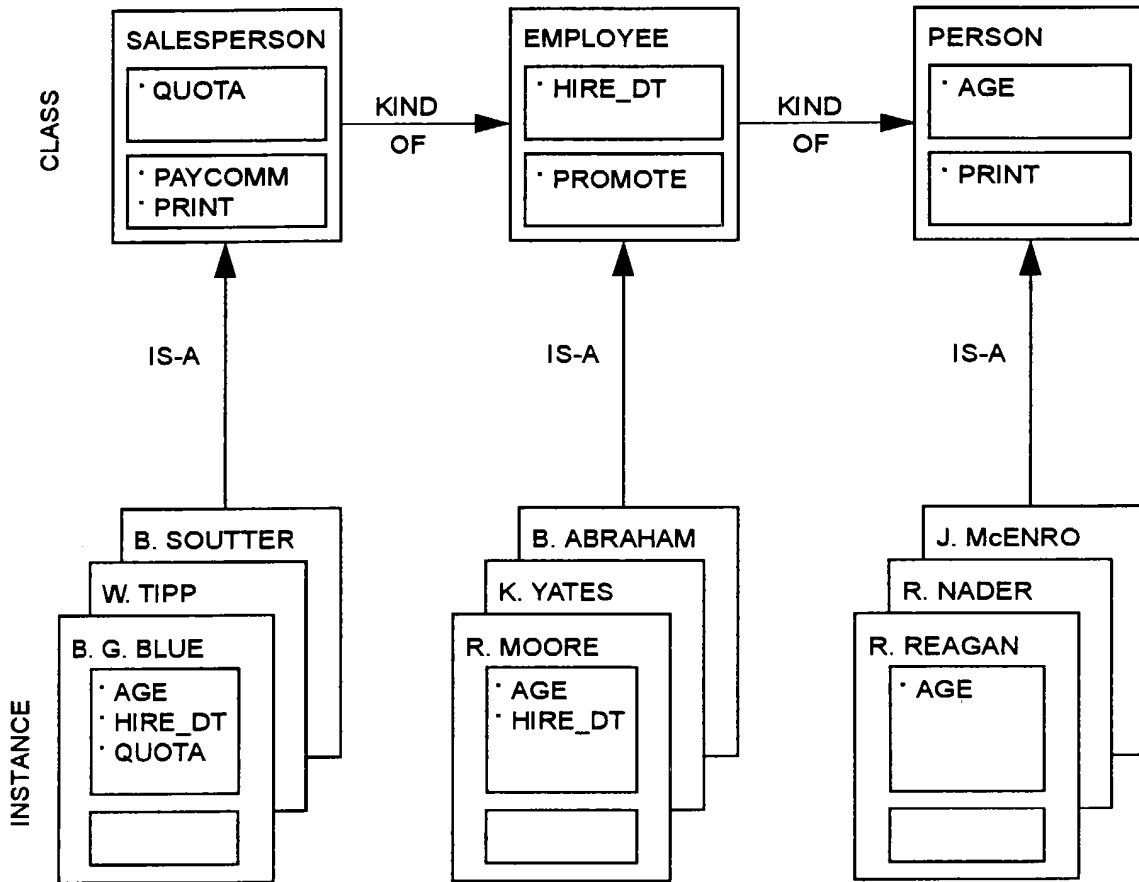 CLASS
SALESPERSON
· QUOTA
· PAYCOMM
· PRINT
KIND
OF
EMPLOYEE
· HIRE_DT
· PROMOTE
KIND
OF
PERSON
· AGE
· PRINT
IS-A
IS-A
IS-A
INSTANCE
B. SOUTTER
W. TIPP
B. G. BLUE
· AGE
· HIRE_DT
· QUOTA
B. ABRAHAM
K. YATES
R. MOORE
· AGE
· HIRE_DT
J. McENRO
R. NADER
R. REAGAN
· AGE